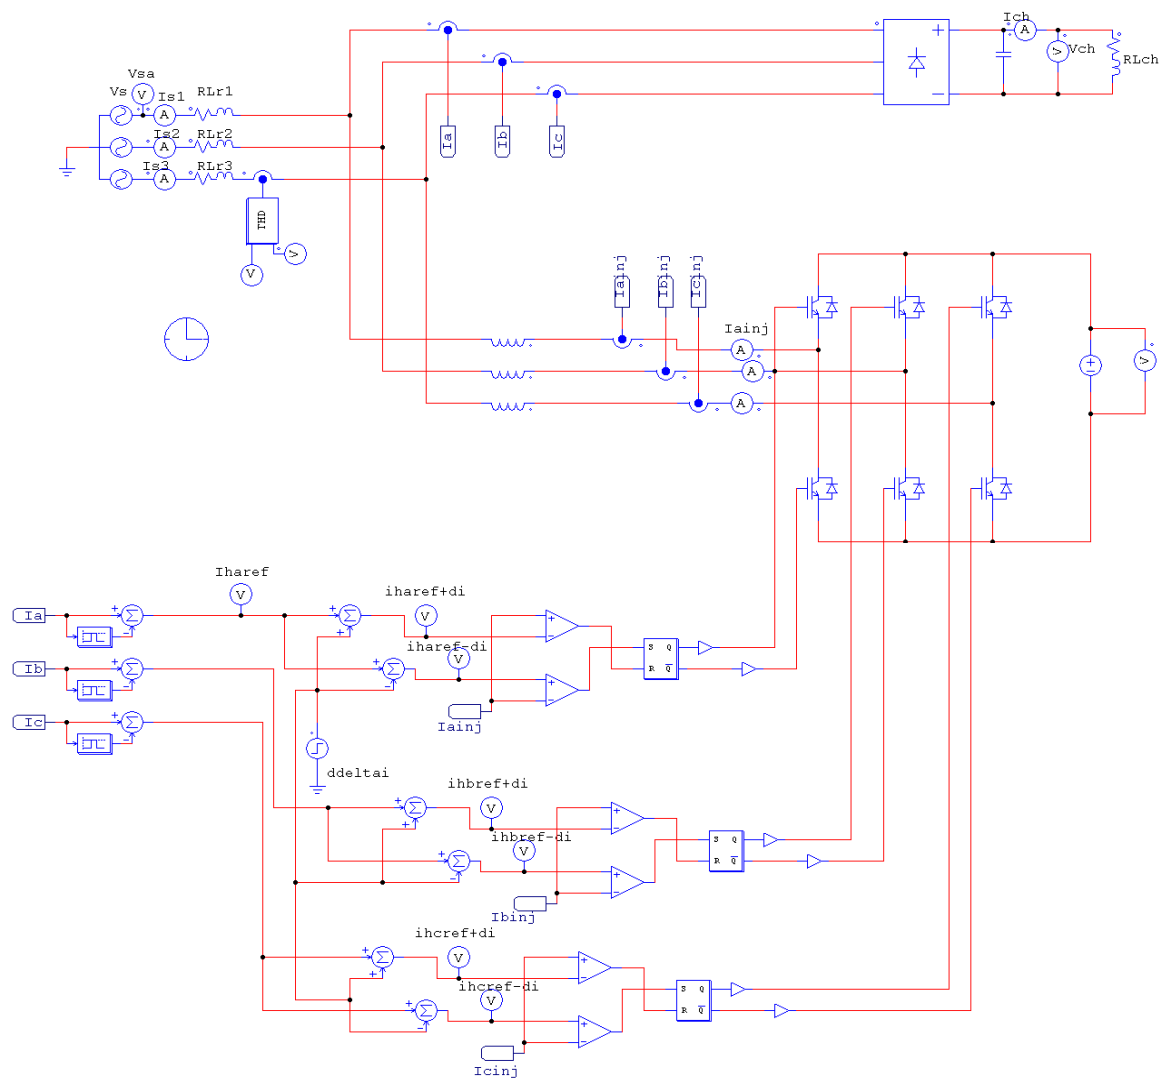 Ich
A
V
Vch
RLch
+
−
Ia
Ib
Ic
Vsa
V
Vs
Is1
RLr1
A
Is2
RLr2
A
Is3
RLr3
A
THD
V
V
Iainj
Ibinj
Icinj
Iainj
A
A
A
V
Iharef
V
ihref+di
V
Ia
iharef-di
V
Ib
S Q
R Q
Iainj
Ic
ddeltai
ihbref+di
V
ihbref-di
V
S Q
R Q
Ibinj
ihcref+di
V
ihcref-di
V
S Q
R Q
Icinj